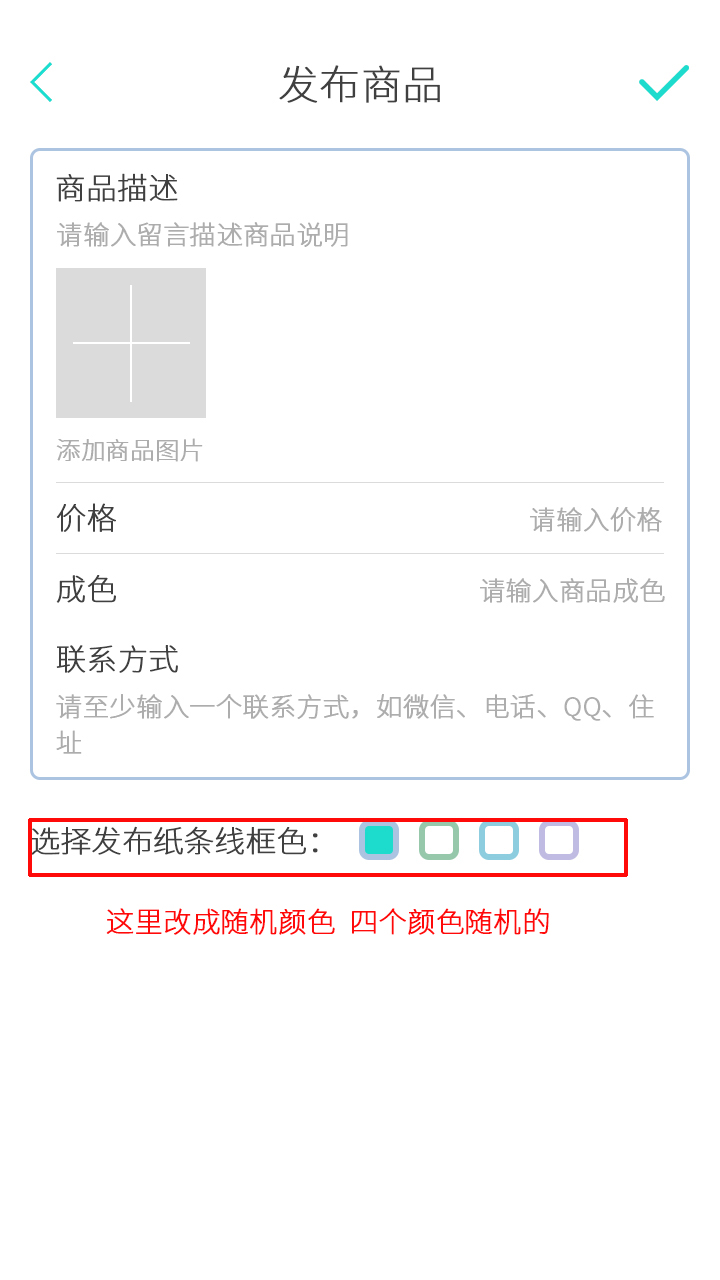 发布商品
商品描述
请输入留言描述商品说明
添加商品图片
价格
请输入价格
成色
请输入商品成色
联系方式
请至少输入一个联系方式，如微信、电话、QQ、住
址
选择发布纸条线框色：
这里改成随机颜色 四个颜色随机的